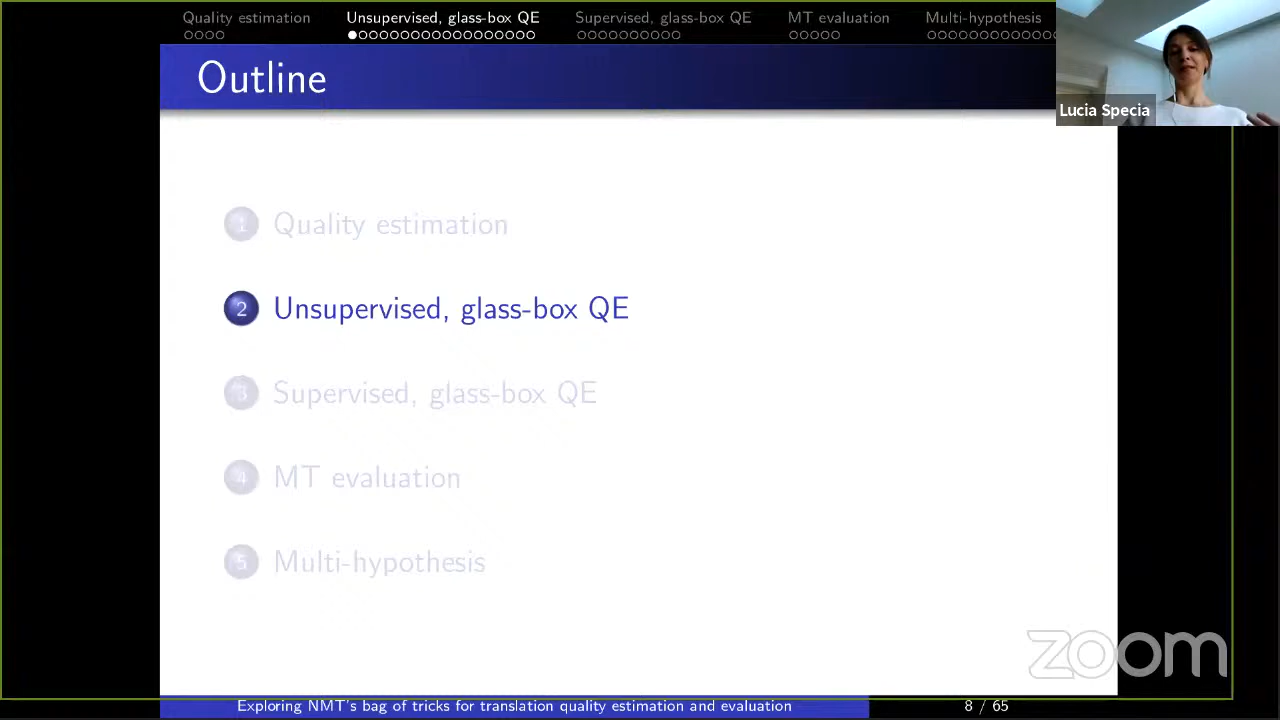 Quality estimation
Unsupervised, glass-box QE
Supervised, glass-box QE
MT evaluation
Multi-hypothesis
Outline
Lucia Specia
1 Quality estimation
2 Unsupervised, glass-box QE
3 Supervised, glass-box QE
4 MT evaluation
5 Multi-hypothesis
zoom
Exploring NMT's bag of tricks for translation quality estimation and evaluation
8 / 65